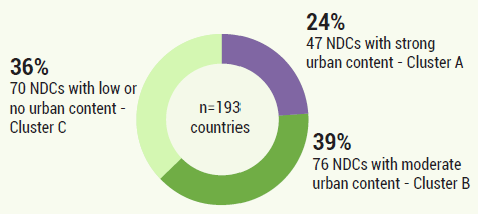 24%
47 NDCs with strong
urban content - Cluster A
36%
70 NDCs with low or
no urban content -
Cluster C
n=193
countries
39%
76 NDCs with moderate
urban content - Cluster B